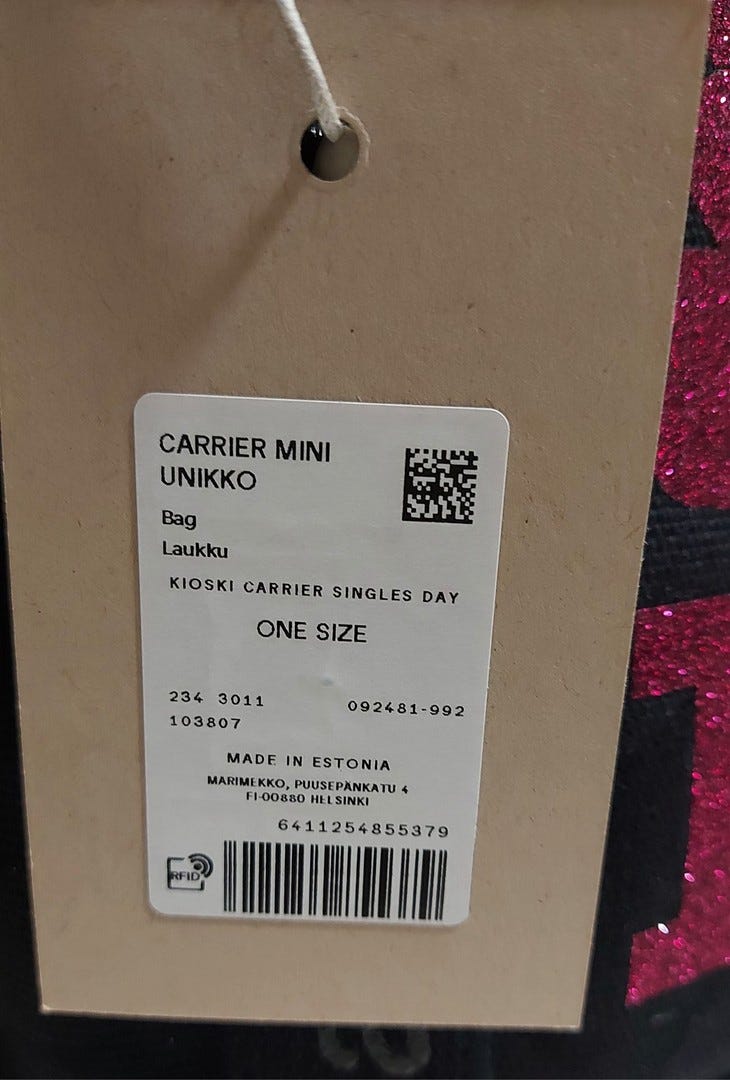 CARRIER MINI
UNIKKO
Bag
Laukku
KIOSKI CARRIER SINGLES DAY
ONE SIZE
234 3011
092481-992
103807
MADE IN ESTONIA
MARIMEKKO, PUUSEPÄNKATU 4
FI-00880 HELSINKI
6411254855379
RFID